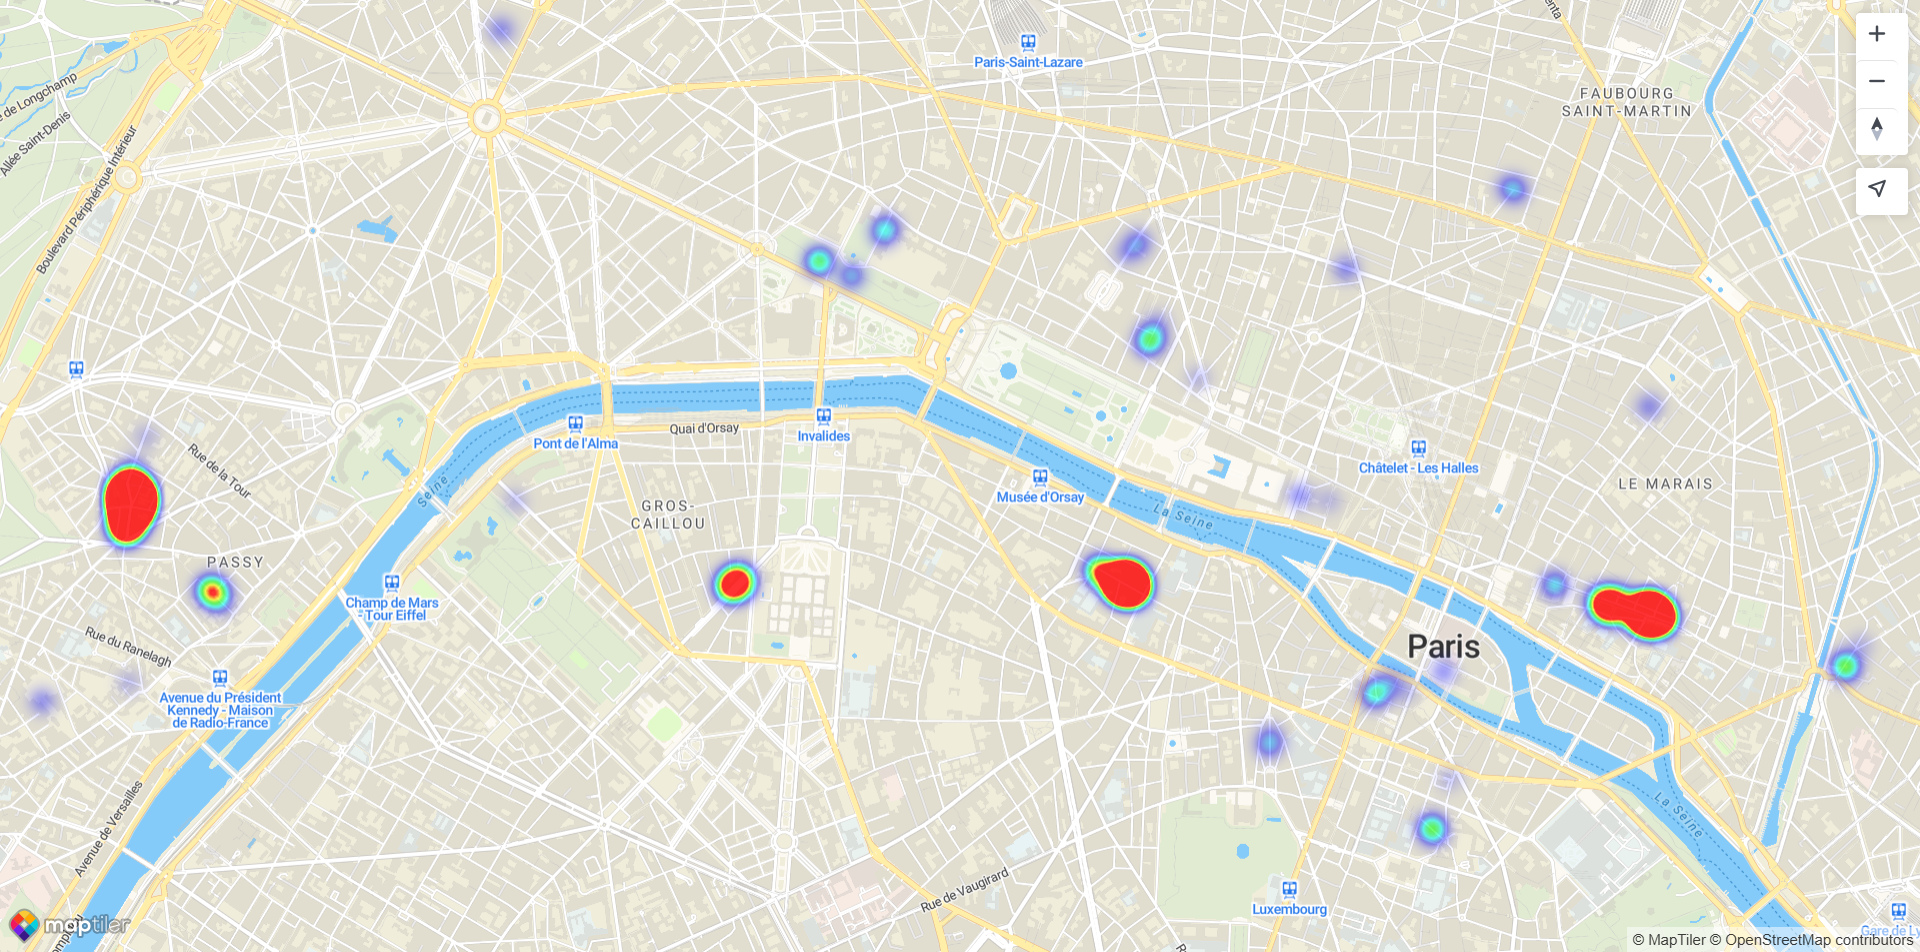 Paris-Saint-Lazare
FAUBOURG
SAINT-MARTIN
de Longchamp
Allée Saint-Denis
Boulevard Périphérique Intérieur
Quai d'Orsay
Pont de l'Alma
Invalides
Rue de la Tour
Seine
GROS-
CAILLOU
Musée d'Orsay
La Seine
Châtelet - Les Halles
LE MARAIS
PASSY
Champ de Mars
- Tour Eiffel
Rue du Ranelagh
Avenue du Président
Kennedy - Maison
de Radio-France
Paris
Avenue de Versailles
La Seine
Rue de Vaugirard
Luxembourg
Gare de Ly
maptiler
© MapTiler © OpenStreetMap contributors